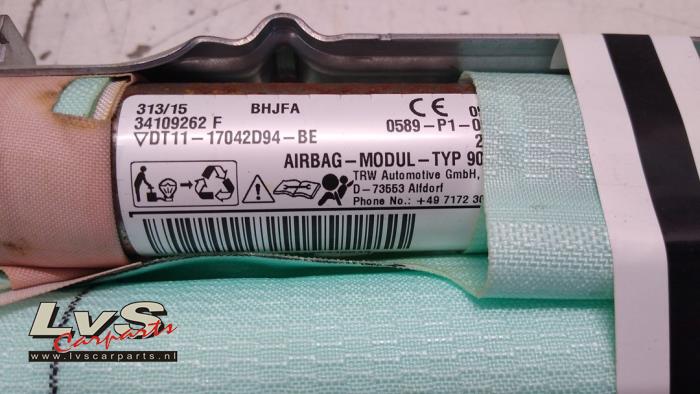 313/15 BHJFA
34109262 F
▽DT11-17042D94-BE
0589-P1-0
AIRBAG-MODUL-TYP 90
TRW Automotive GmbH,
D-73553 Alfdorf
Phone No.: +49 7172 30
LvS
Carparts
www.lvscarparts.nl